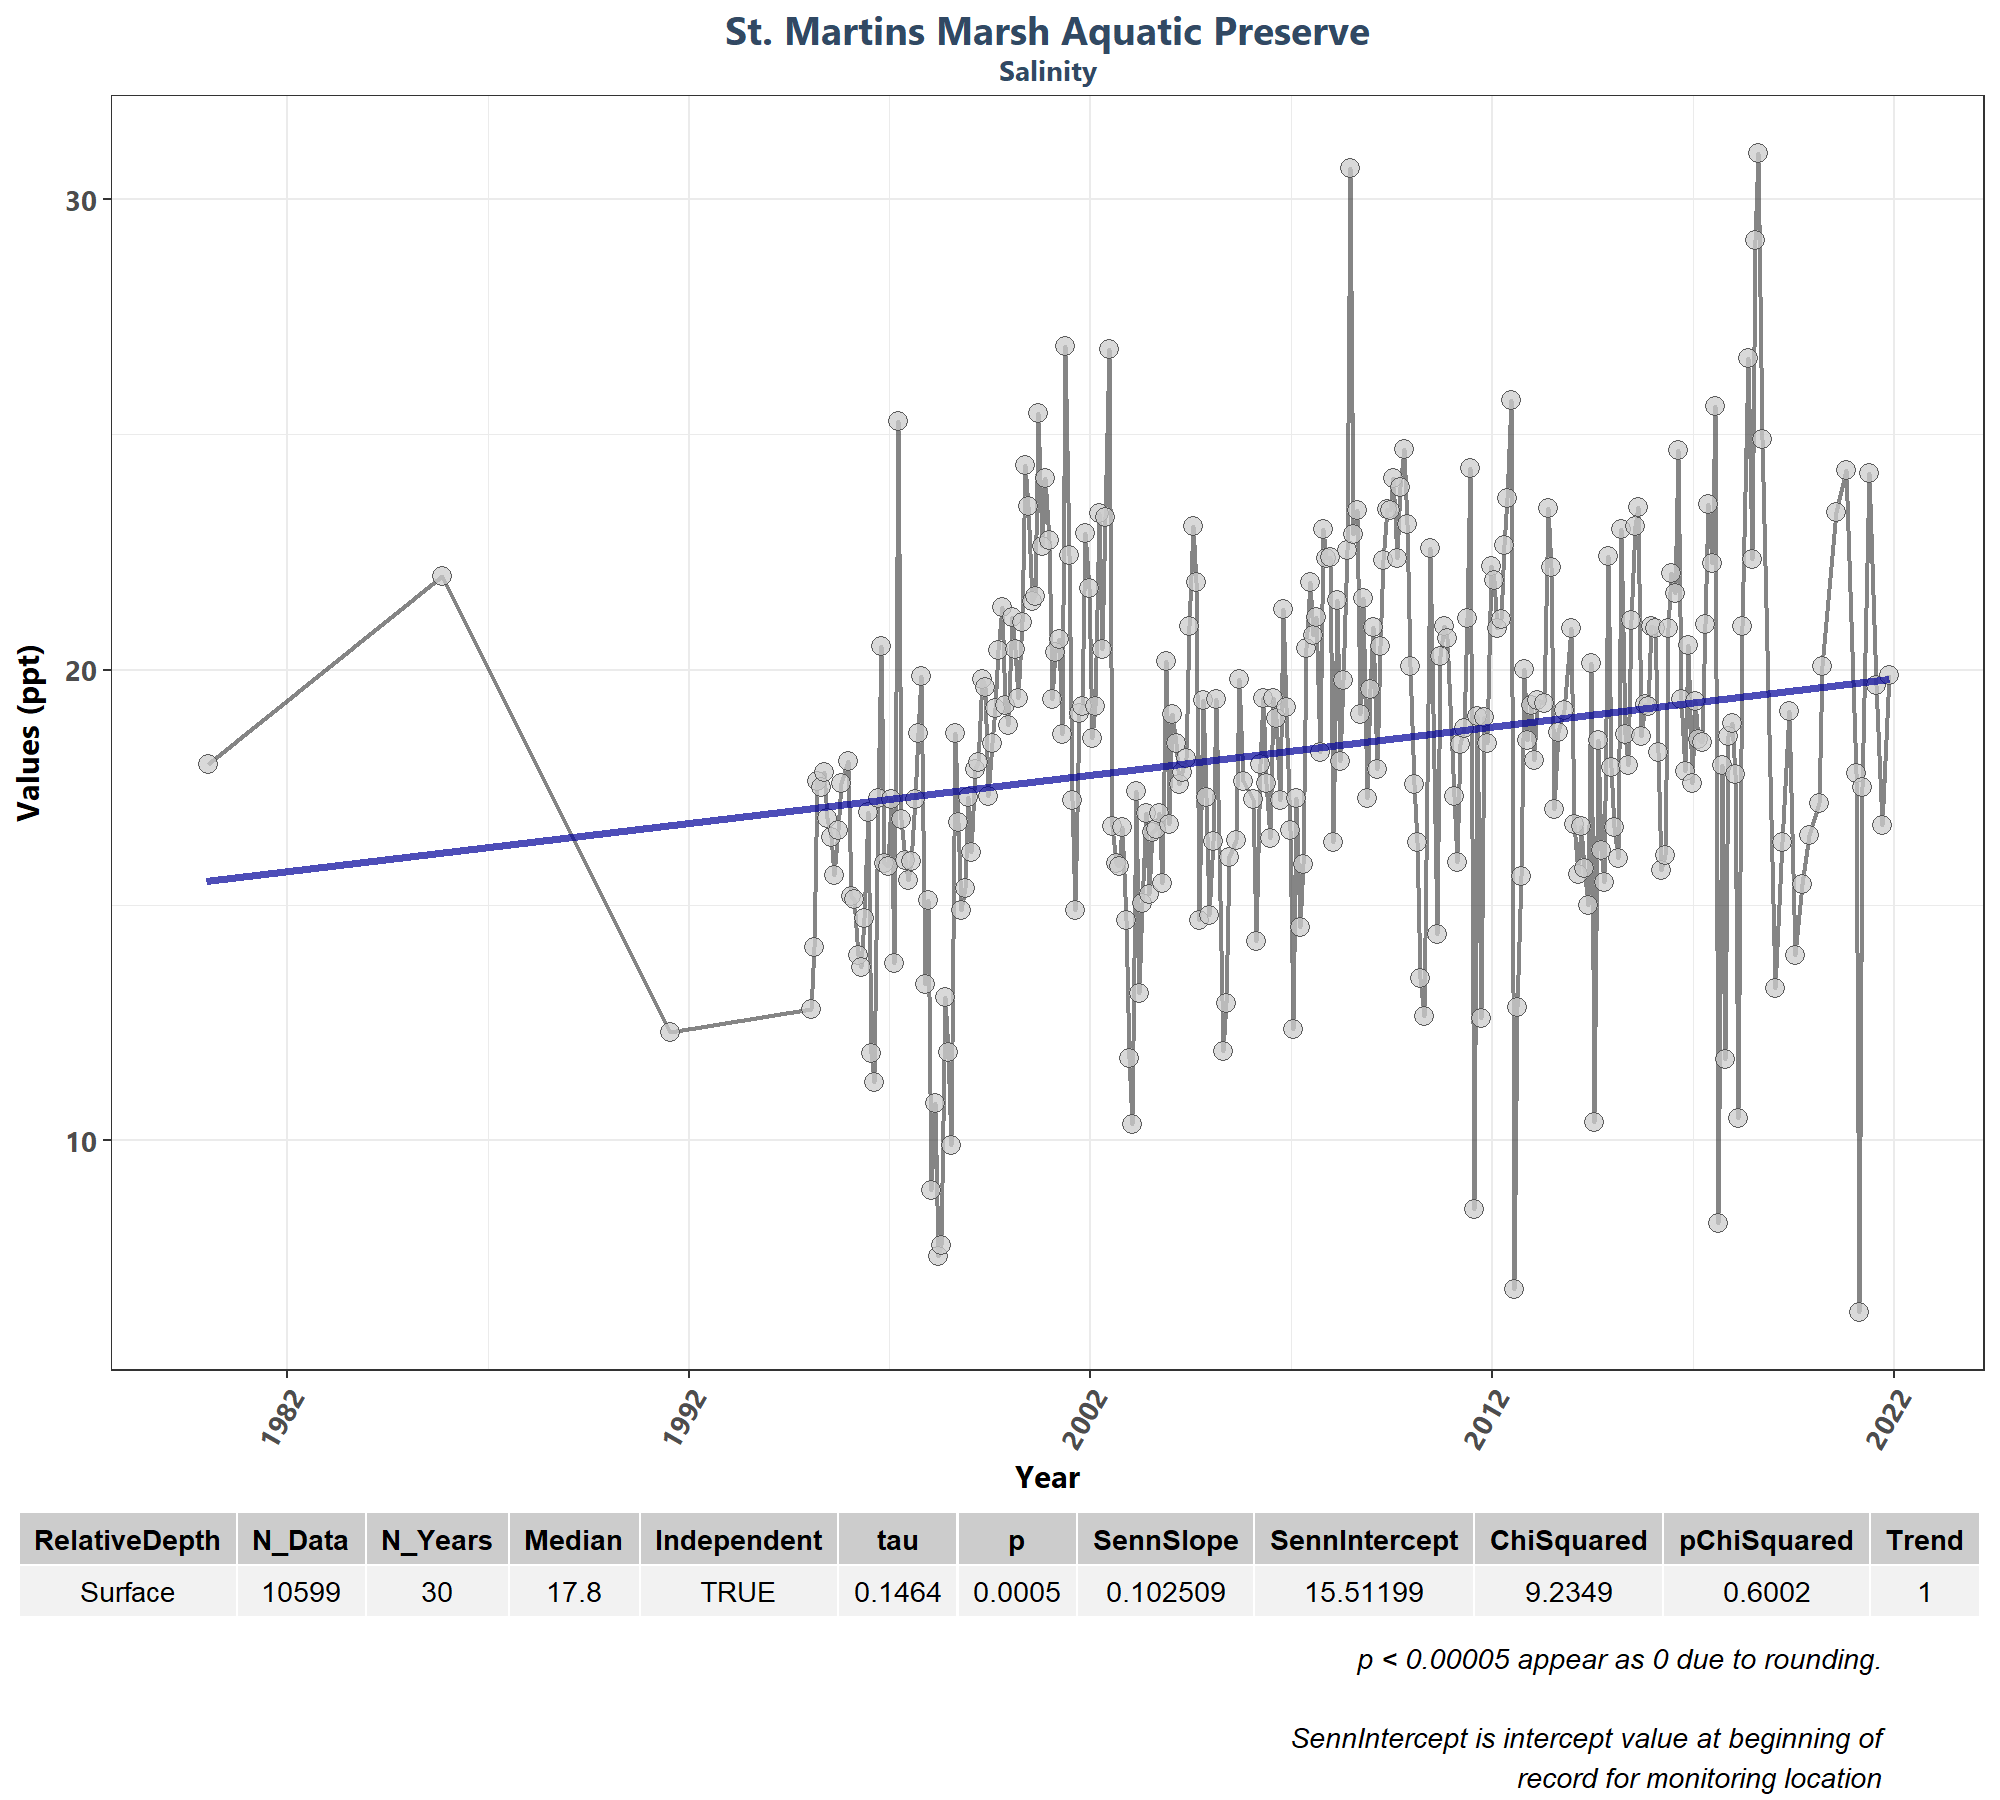 St. Martins Marsh Aquatic Preserve
Salinity
Values (ppt)
30
20
10
1982
1992
2002
2012
2022
Year
RelativeDepth N_Data N_Years Median Independent tau p SennSlope SennIntercept ChiSquared pChiSquared Trend
Surface 10599 30 17.8 TRUE 0.1464 0.0005 0.102509 15.51199 9.2349 0.6002 1
p < 0.00005 appear as 0 due to rounding.
SennIntercept is intercept value at beginning of
record for monitoring location